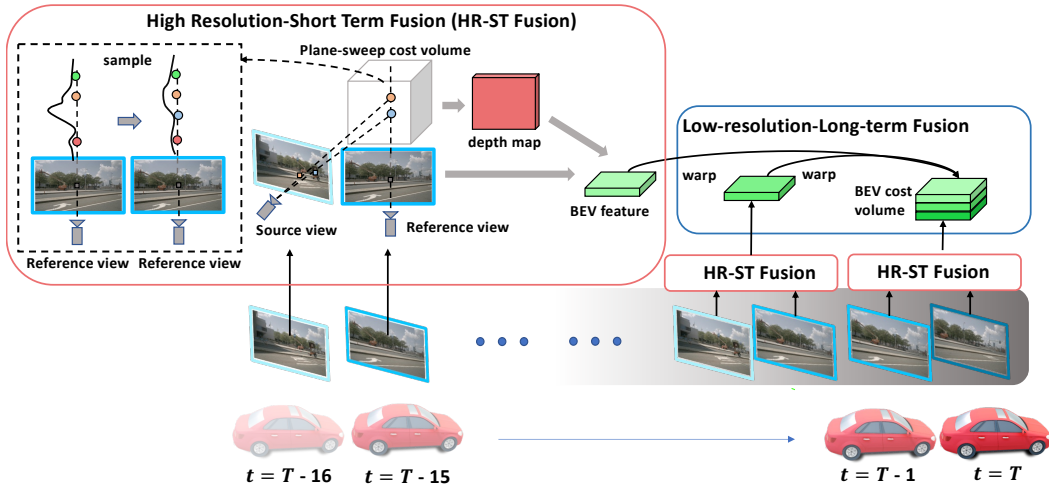 High Resolution-Short Term Fusion (HR-ST Fusion)
sample
Plane-sweep cost volume
depth map
Reference view
Reference view
Source view
Reference view
BEV feature
Low-resolution-Long-term Fusion
warp
warp
BEV cost
volume
HR-ST Fusion
HR-ST Fusion
t = T - 16
t = T - 15
t = T - 1
t = T